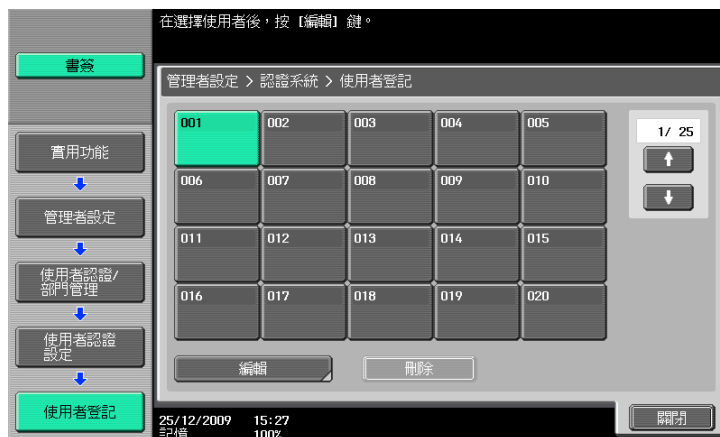 在選擇使用者後，按【編輯】鍵。
書簽
管理者設定 > 認證系統 > 使用者登記
實用功能
管理者設定
使用者認證/
部門管理
使用者認證
設定
使用者登記
001 002 003 004 005
006 007 008 009 010
011 012 013 014 015
016 017 018 019 020
1/ 25
編輯 刪除
25/12/2009 15:27
記憶 100%
關閉